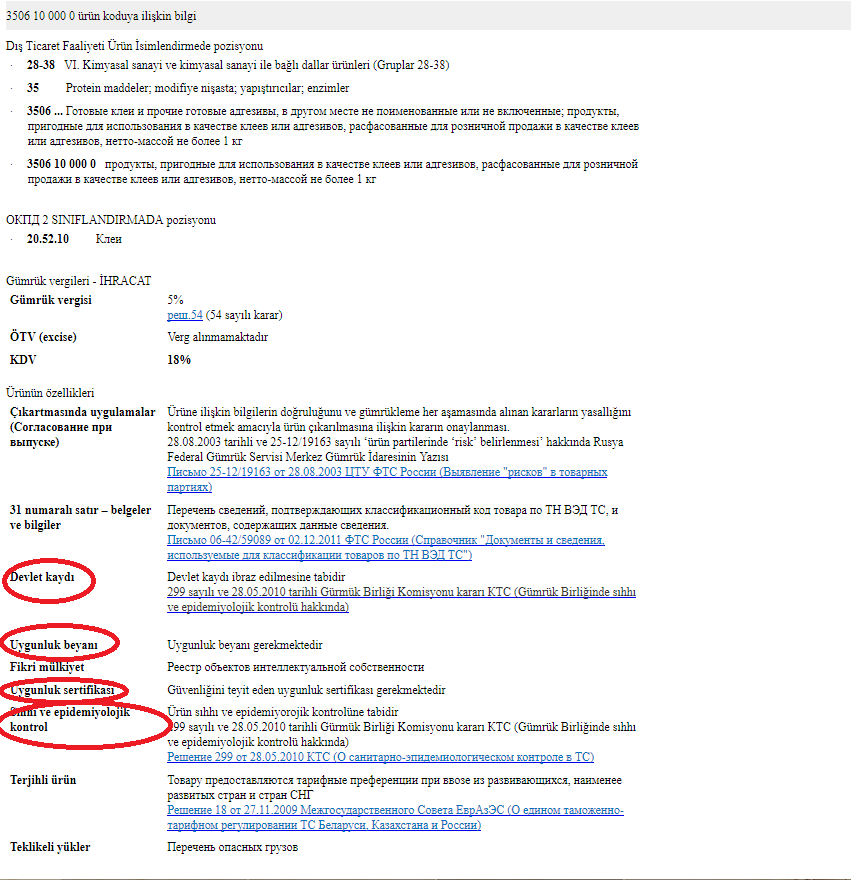 3506 10 000 0 ürün koduya ilişkin bilgi
Dış Ticaret Faaliyeti Ürün İsimlendirmede pozisyonu
· 28-38 VI. Kimyasal sanayi ve kimyasal sanayi ile bağlı dallar ürünleri (Gruplar 28-38)
· 35 Protein maddeler; modifiye nişasta; yapıştırıcılar; enzimler
· 3506 ... Готовые клеи и прочие готовые адгезивы, в другом месте не поименованные или не включенные; продукты,
пригодные для использования в качестве клеев или адгезивов, расфасованные для розничной продажи в качестве клеев
или адгезивов, нетто-массой не более 1 кг
· 3506 10 000 0 продукты, пригодные для использования в качестве клеев или адгезивов, расфасованные для розничной
продажи в качестве клеев или адгезивов, нетто-массой не более 1 кг
ОКПД 2 SINIFLANDIRMADA pozisyonu
· 20.52.10 Клеи
Gümrük vergileri - İHRACAT
Gümrük vergisi 5%
реш.54 (54 sayılı karar)
ÖTV (excise) Verg alınmamaktadır
KDV 18%
Ürünün özellikleri
Çıkartmasında uygulamalar Ürüne ilişkin bilgilerin doğruluğunu ve gümrükleme her aşamasında alınan kararların yasallığını
(Согласование при kontrol etmek amacıyla ürün çıkarılmasına ilişkin kararın onaylanması.
выпуске) 28.08.2003 tarihli ve 25-12/19163 sayılı ‘ürün partilerinde ‘risk’ belirlenmesi’ hakkında Rusya
Federal Gümrük Servisi Merkez Gümrük İdaresinin Yazısı
Письмо 25-12/19163 от 28.08.2003 ЦТУ ФТС России (Выявление "рисков" в товарных
партиях)
31 numaralı satır – belgeler Перечень сведений, подтверждающих классификационный код товара по ТН ВЭД ТС, и
ve bilgiler документов, содержащих данные сведения.
Письмо 06-42/59089 от 02.12.2011 ФТС России (Справочник "Документы и сведения,
используемые для классификации товаров по ТН ВЭД ТС")
Devlet kaydı Devlet kaydı ibraz edilmesine tabidir
299 sayılı ve 28.05.2010 tarihli Gürmük Birliği Komisyonu kararı КТС (Gümrük Birliğinde sıhhı
ve epidemiyolojik kontrolü hakkında)
Uygunluk beyanı Uygunluk beyanı gerekmektedir
Fikri mülkiyet Реестр объектов интеллектуальной собственности
Uygunluk sertifikası Güvenliğini teyit eden uygunluk sertifikası gerekmektedir
Sıhhi ve epidemiyolojik Ürün sıhhı ve epidemiyorojik kontrolüne tabidir
kontrol 299 sayılı ve 28.05.2010 tarihli Gürmük Birliği Komisyonu kararı КТС (Gümrük Birliğinde sıhhı
ve epidemiyolojik kontrolü hakkında)
Решение 299 от 28.05.2010 КТС (О санитарно-эпидемиологическом контроле в ТС)
Terjihli ürün Товару предоставляются тарифные преференции при ввозе из развивающихся, наименее
развитых стран и стран СНГ
Решение 18 от 27.11.2009 Межгосударственного Совета ЕврАзЭС (О едином таможенно-
тарифном регулировании ТС Беларуси, Казахстана и России)
Teklikeli yükler Перечень опасных грузов